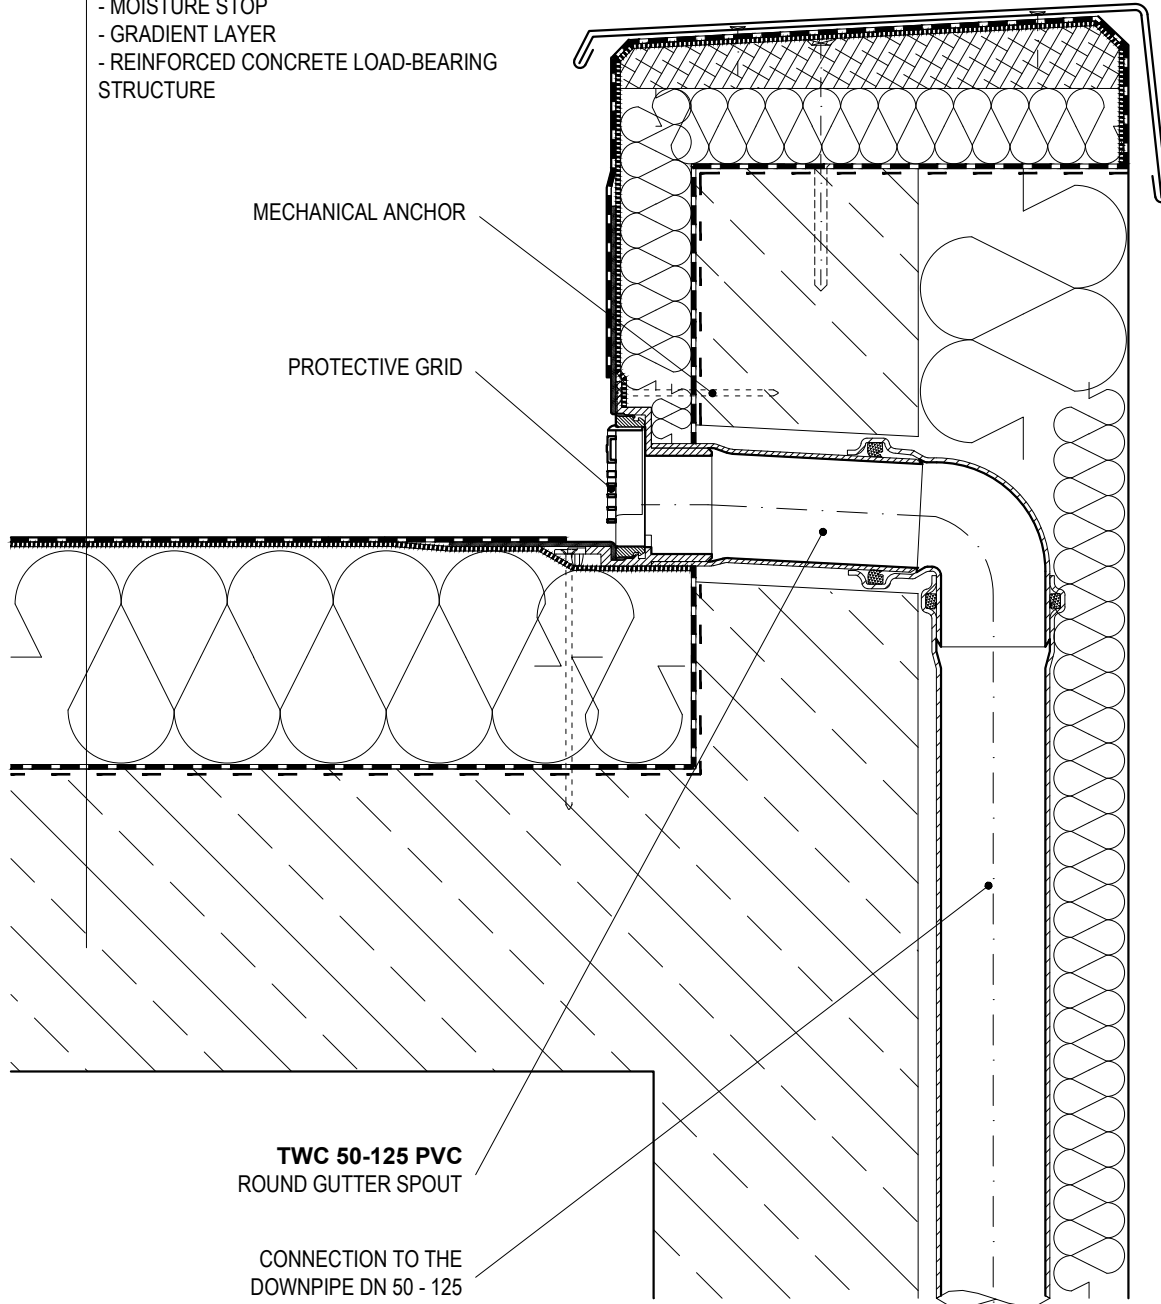 - MOISTURE STOP
- GRADIENT LAYER
- REINFORCED CONCRETE LOAD-BEARING
STRUCTURE
MECHANICAL ANCHOR
PROTECTIVE GRID
TWC 50-125 PVC
ROUND GUTTER SPOUT
CONNECTION TO THE
DOWNPIPE DN 50 - 125